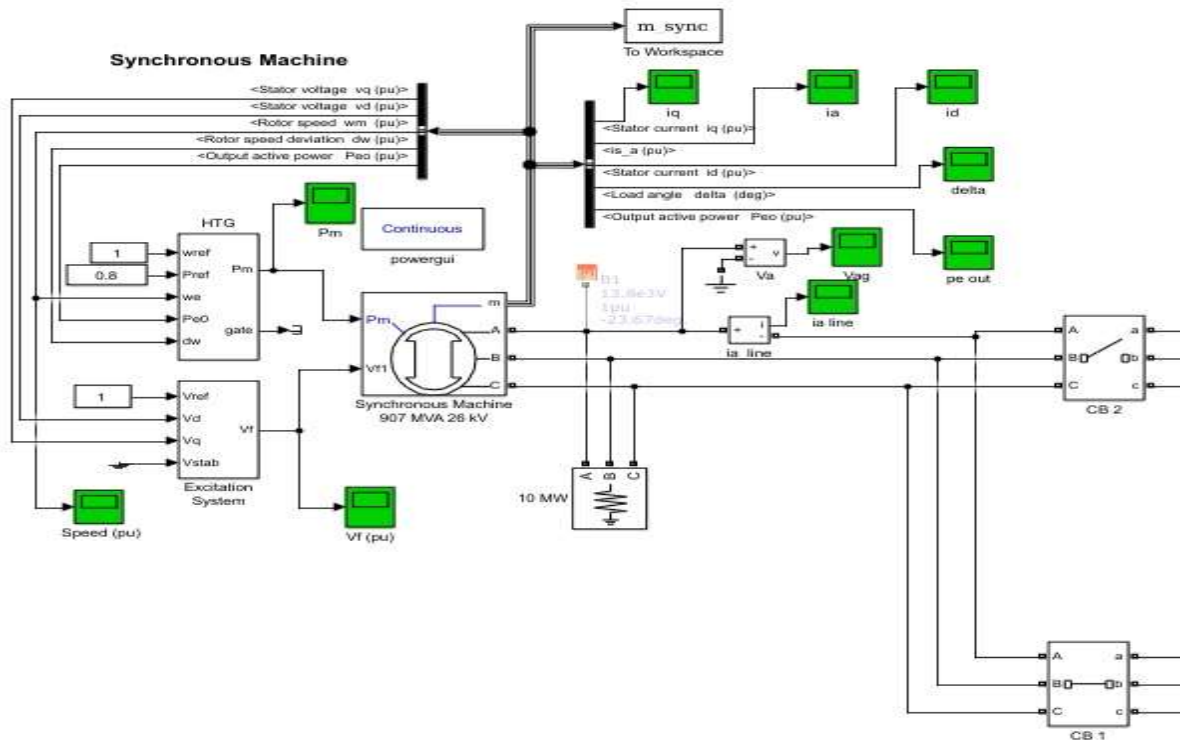 m_sync
To Workspace
Synchronous Machine
<Stator voltage vq (pu)>
<Stator voltage vd (pu)>
<Rotor speed wm (pu)>
<Rotor speed deviation dw (pu)>
<Output active power Peo (pu)>
iq
ia
id
<Stator current iq (pu)>
<is_a (pu)>
<Stator current id (pu)>
<Load angle delta (deg)>
<Output active power Peo (pu)>
delta
pe out
Pm
Continuous
powergui
HTG
1
0.8
wref
Pref
we
Pe0
dw
Pm
gate
+
-
v
Va
Vag
13.8e3V
1pu
-23.67deg
+
i
-
ia line
ia line
Pm
Vf1
m
A
B
C
Synchronous Machine
907 MVA 26 kV
1
Vref
Vd
Vq
Vstab
Vf
Excitation
System
Speed (pu)
Vf (pu)
A
B
C
10 MW
A
B
C
a
b
c
CB 2
A
B
C
a
b
c
CB 1